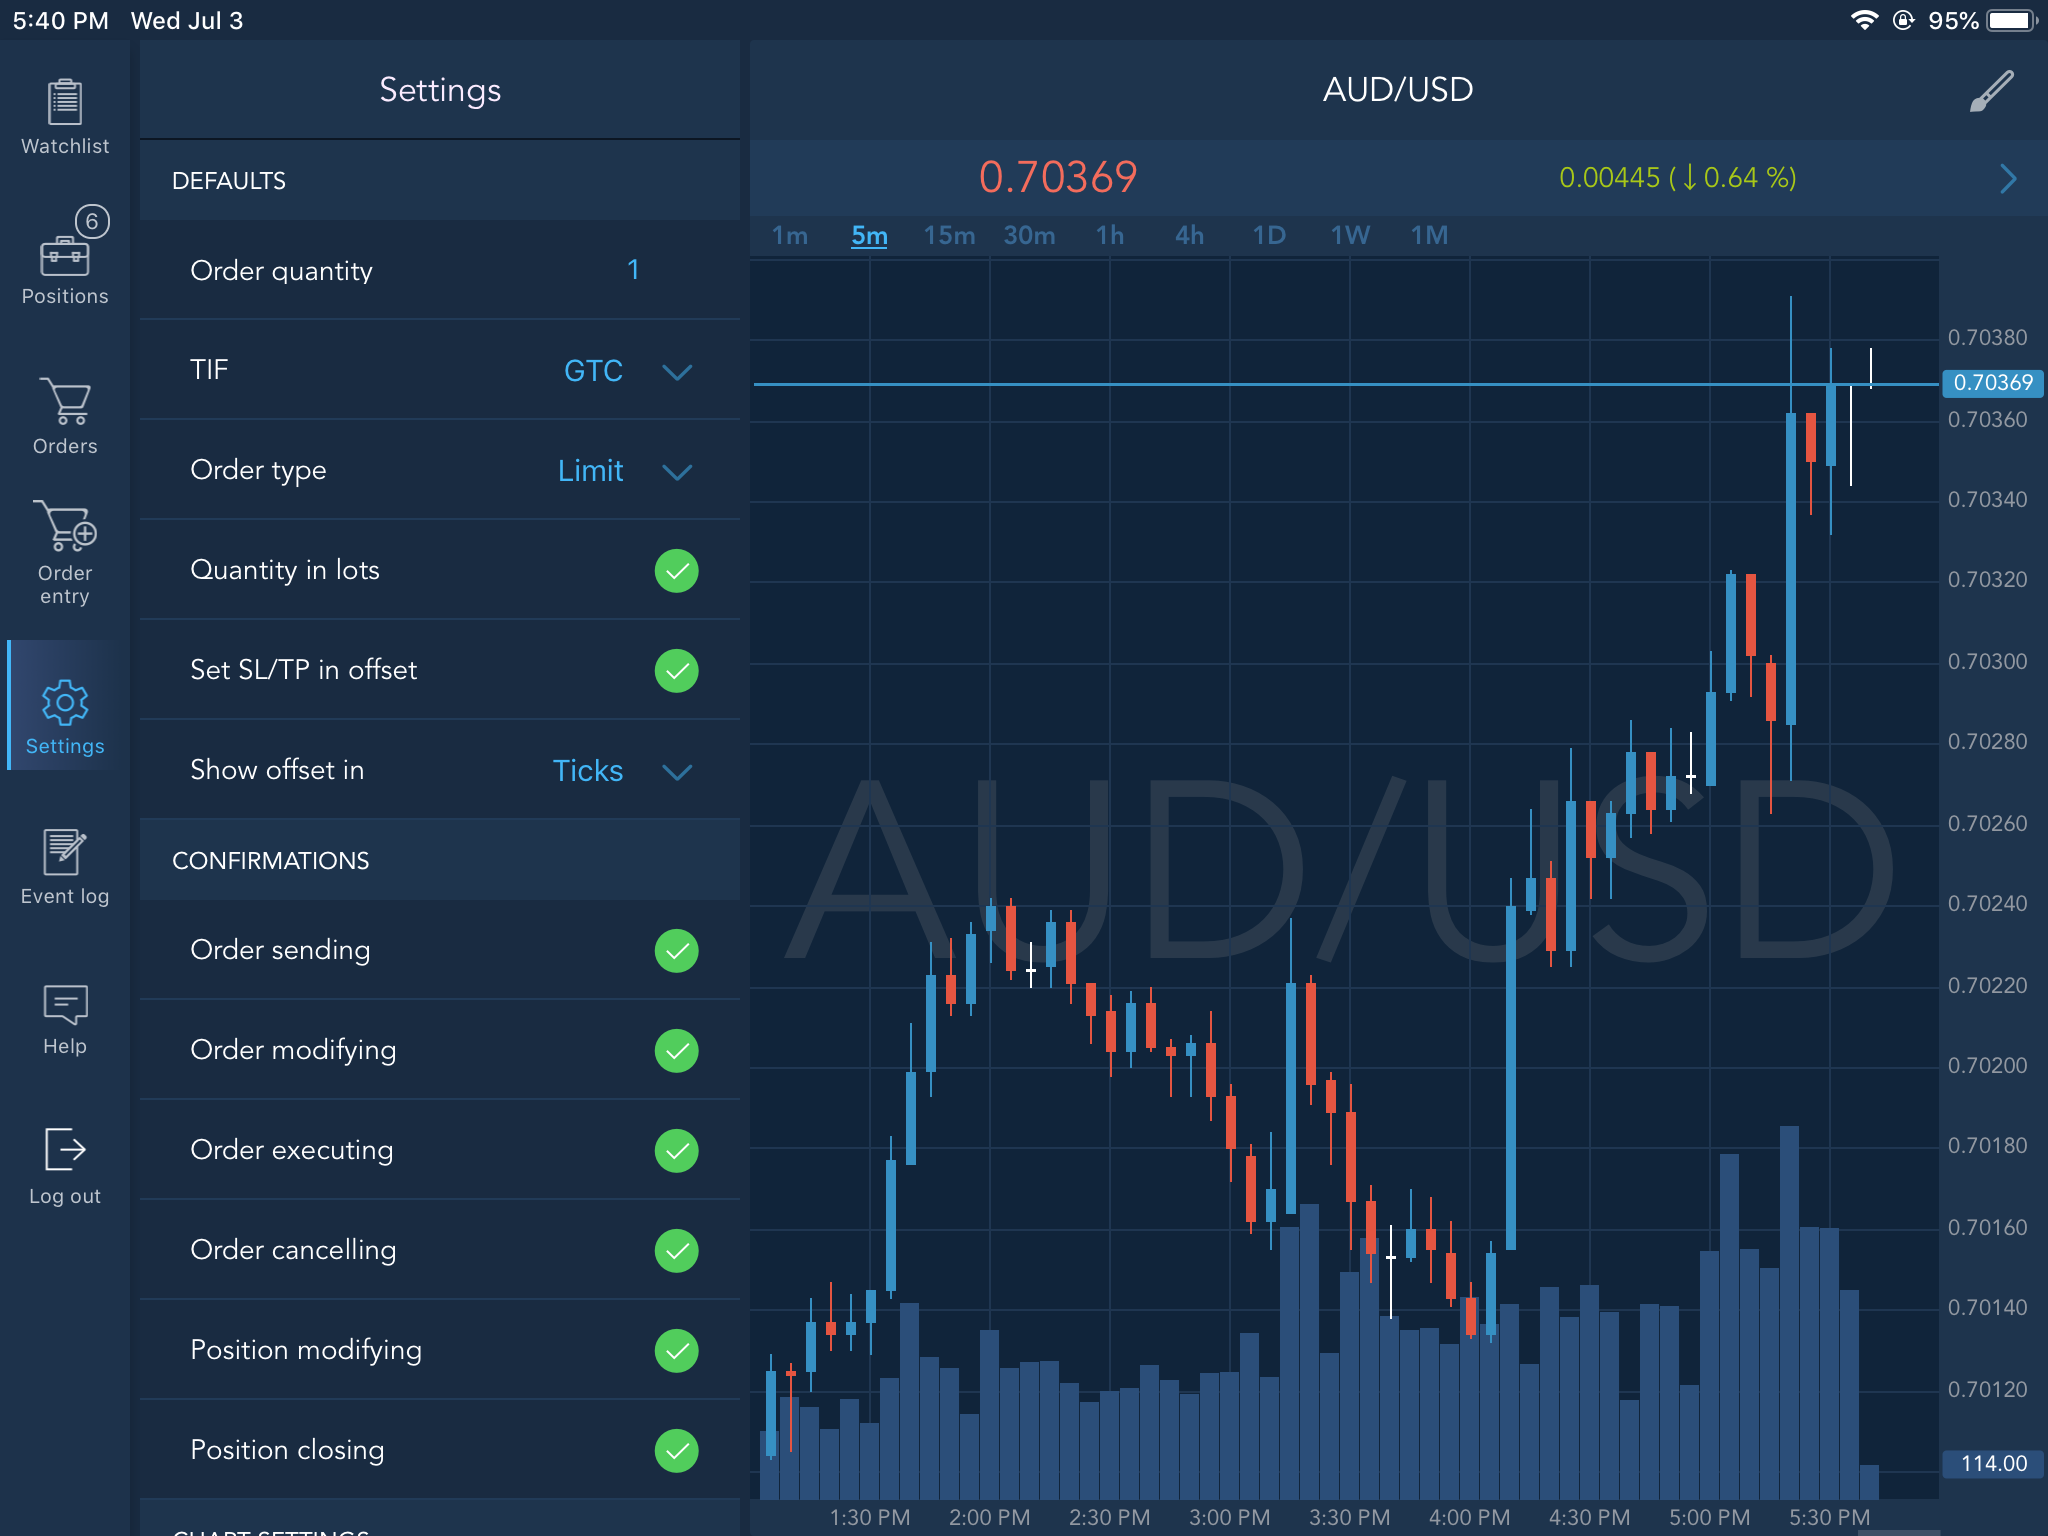 5:40 PM Wed Jul 3
95%
Watchlist
6
Positions
Orders
Order
entry
Settings
Event log
Help
Log out
Settings
DEFAULTS
Order quantity 1
TIF GTC
Order type Limit
Quantity in lots
Set SL/TP in offset
Show offset in Ticks
CONFIRMATIONS
Order sending
Order modifying
Order executing
Order cancelling
Position modifying
Position closing
CHART SETTINGS
AUD/USD
0.70369 0.00445 (↓0.64 %)
1m 5m 15m 30m 1h 4h 1D 1W 1M
AUD/USD
0.70380
0.70369
0.70360
0.70340
0.70320
0.70300
0.70280
0.70260
0.70240
0.70220
0.70200
0.70180
0.70160
0.70140
0.70120
114.00
1:30 PM 2:00 PM 2:30 PM 3:00 PM 3:30 PM 4:00 PM 4:30 PM 5:00 PM 5:30 PM